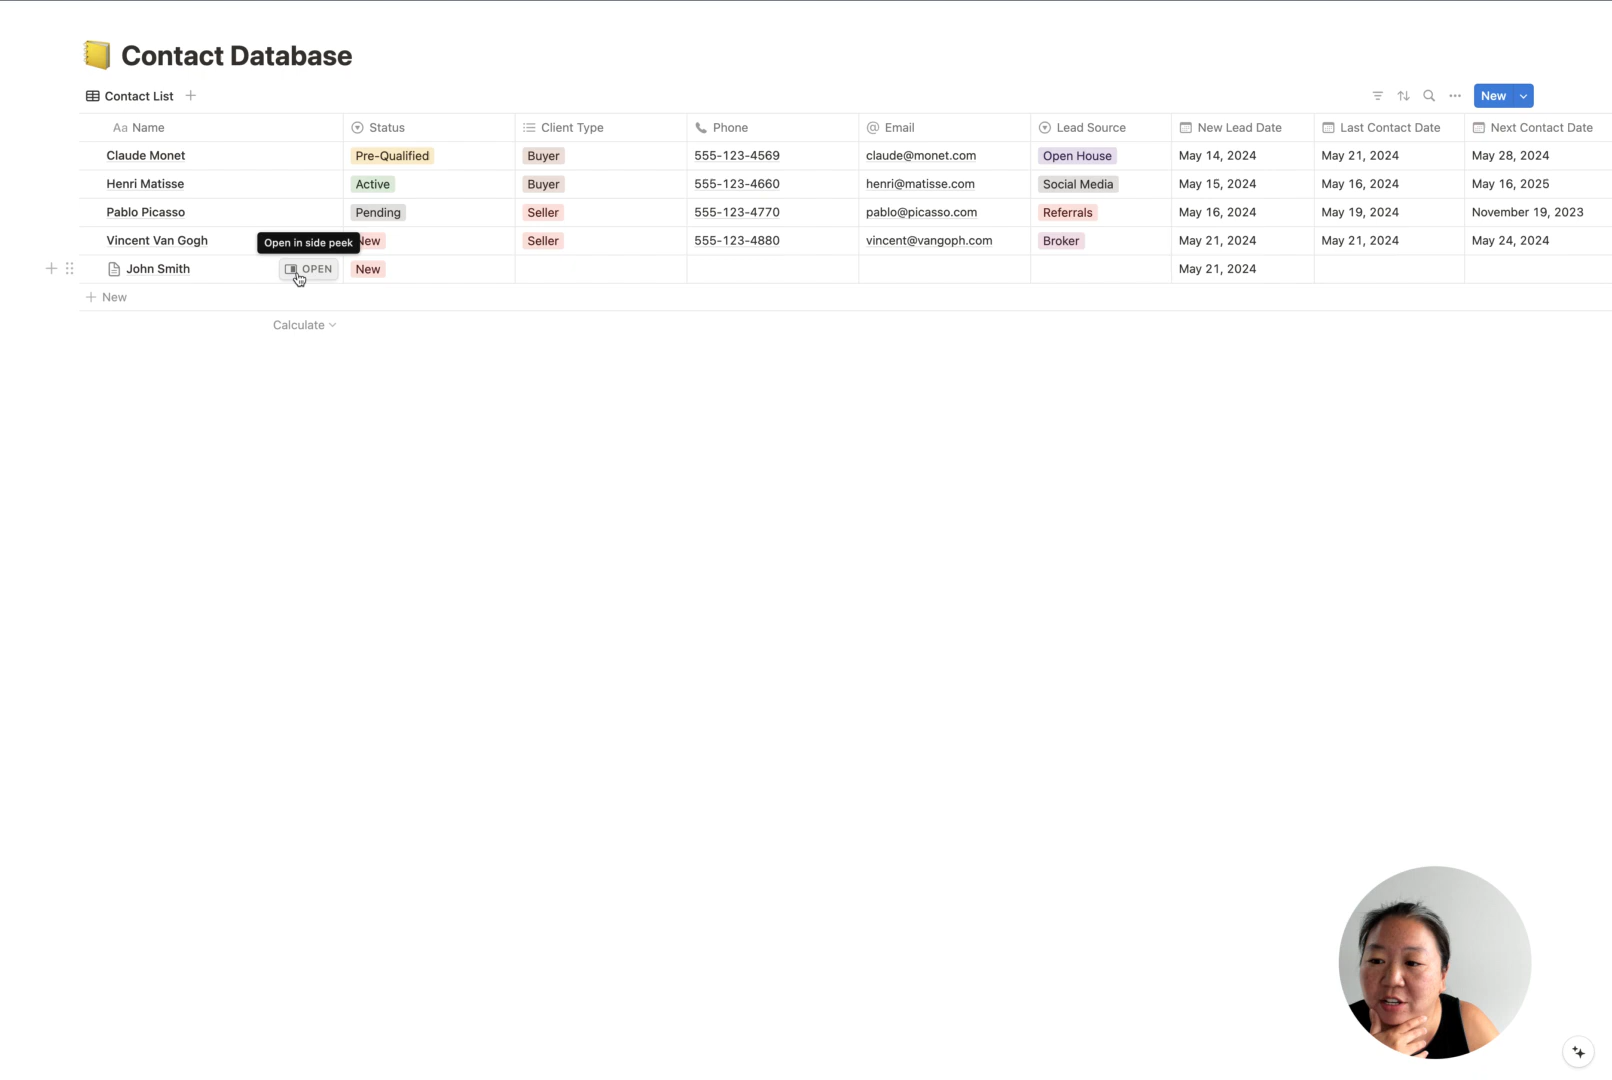 Contact Database
Contact List
New
Aa Name Status Client Type Phone @ Email Lead Source New Lead Date Last Contact Date Next Contact Date
Claude Monet Pre-Qualified Buyer 555-123-4569 claude@monet.com Open House May 14, 2024 May 21, 2024 May 28, 2024
Henri Matisse Active Buyer 555-123-4660 henri@matisse.com Social Media May 15, 2024 May 16, 2024 May 16, 2025
Pablo Picasso Pending Seller 555-123-4770 pablo@picasso.com Referrals May 16, 2024 May 19, 2024 November 19, 2023
Vincent Van Gogh New Seller 555-123-4880 vincent@vangoph.com Broker May 21, 2024 May 21, 2024 May 24, 2024
Open in side peek
John Smith OPEN New May 21, 2024
+ New
Calculate